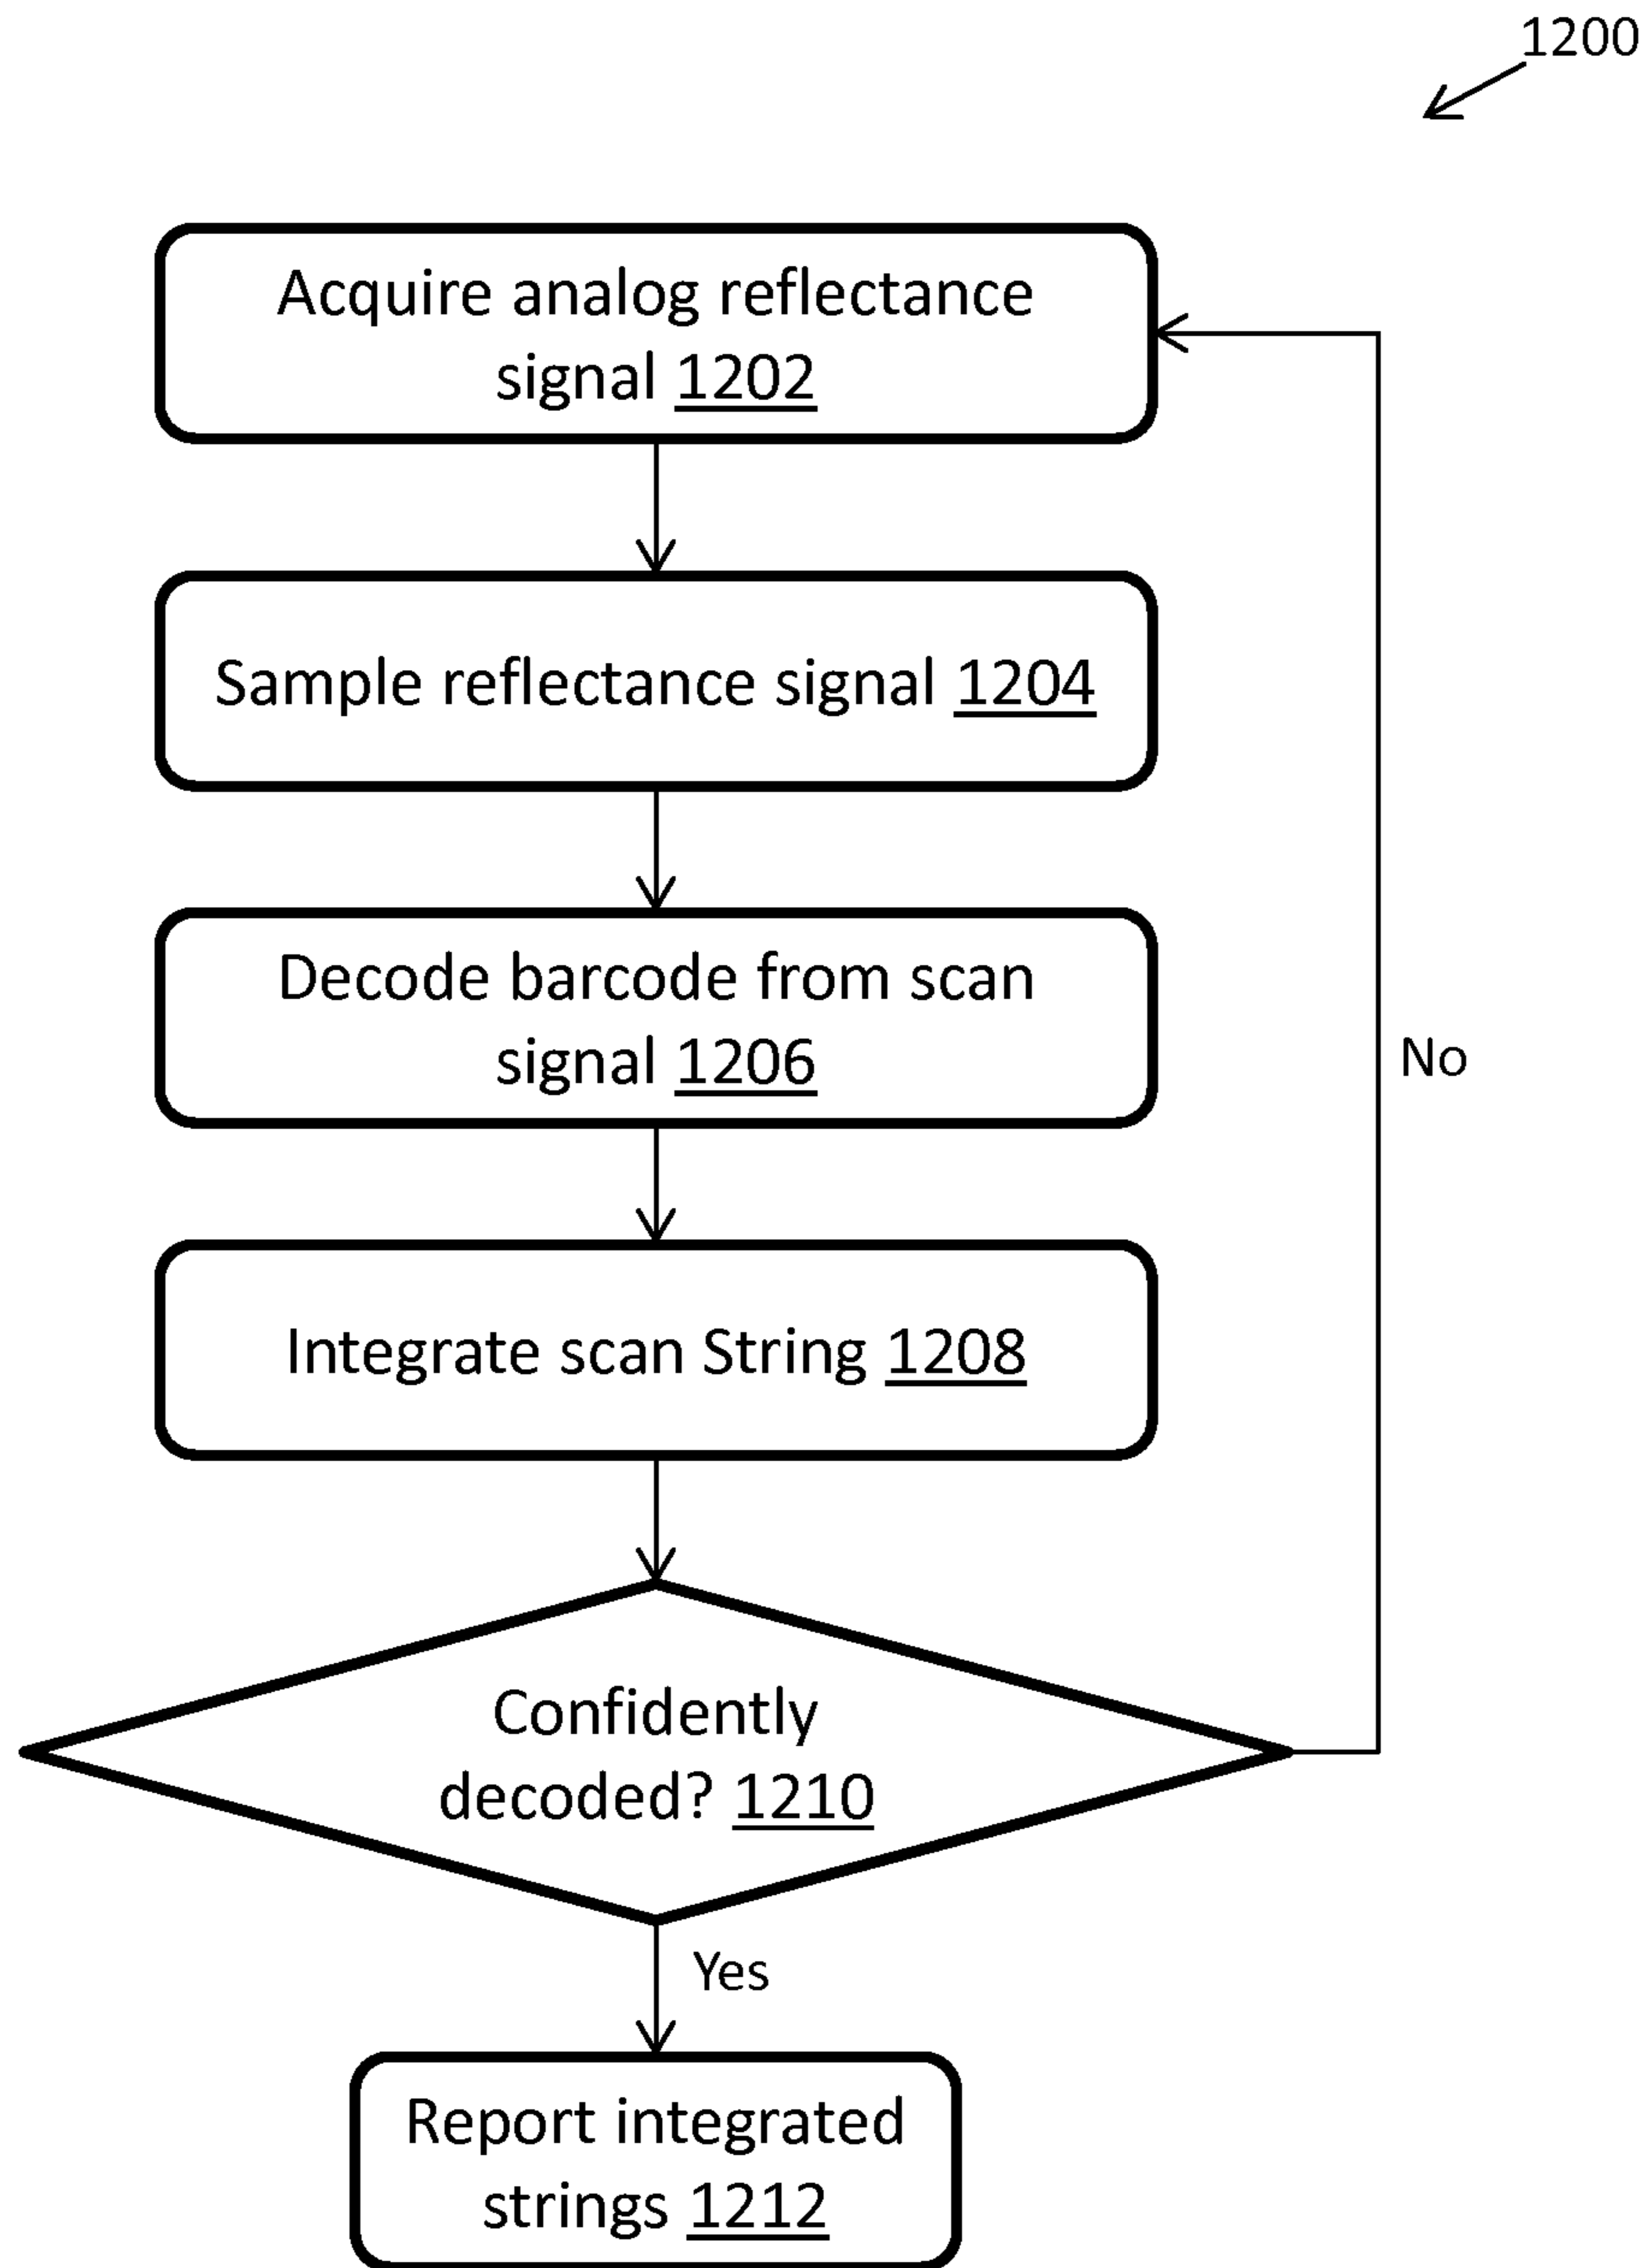 1200
Acquire analog reflectance
signal 1202
Sample reflectance signal 1204
Decode barcode from scan
signal 1206
No
Integrate scan String 1208
Confidently
decoded? 1210
Yes
Report integrated
strings 1212